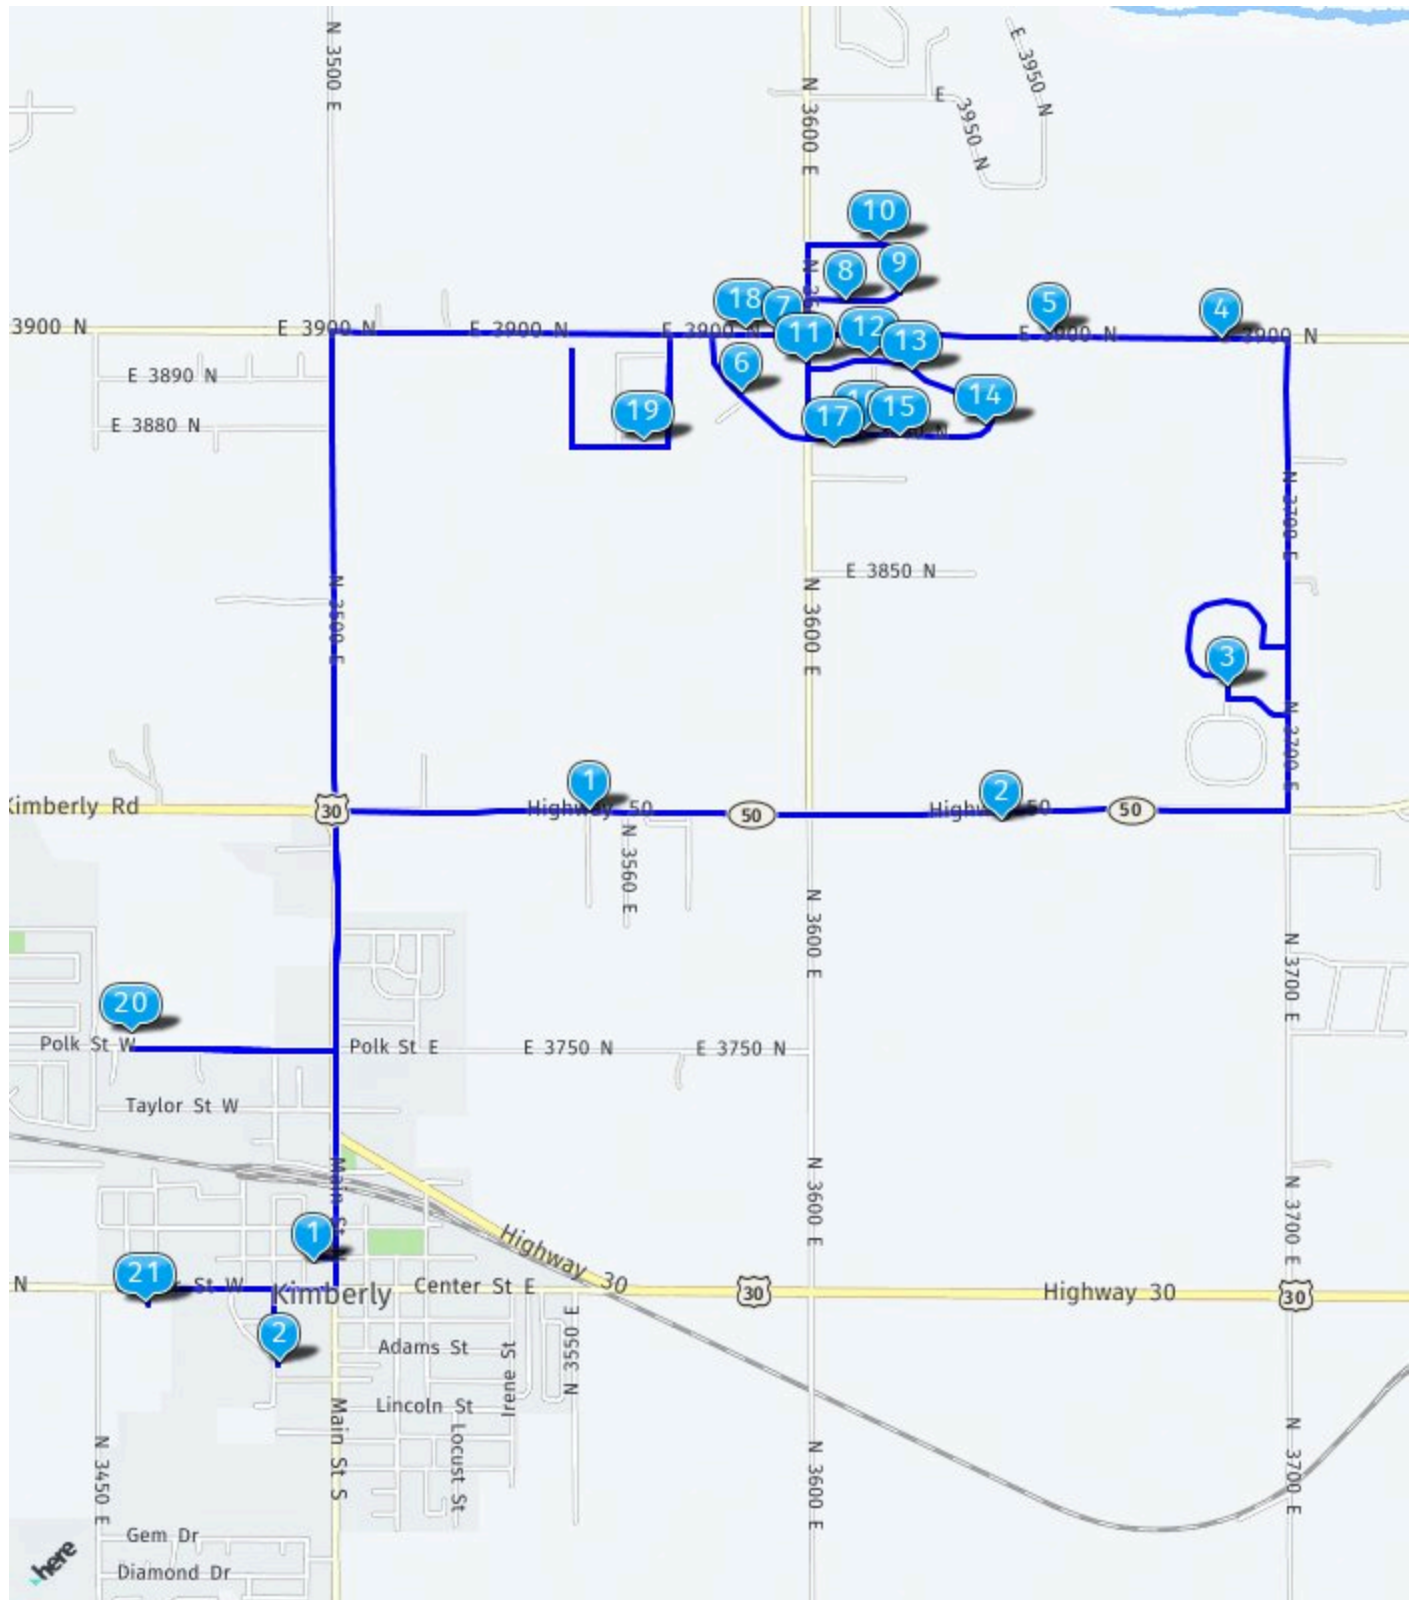 N 3500 E
N 3600 E
E 3950 N
E 3950 N
10
9
8
18
7
5
4
3900 N
E 3900 N
E 3900 N
E 3900 N
E 3900 N
3900 N
11
12
13
6
E 3890 N
19
14
15
17
E 3880 N
N 3700 E
E 3850 N
N 3500 E
N 3600 E
3
N 3700 E
1
2
Kimberly Rd
30
Highway 50
50
Highway 50
50
N 3560 E
N 3600 E
N 3700 E
20
Polk St W
Polk St E
E 3750 N
E 3750 N
Taylor St W
Main St
N 3600 E
N 3700 E
1
Highway 30
21
N
St W
Kimberly
Center St E
30
Highway 30
30
2
Adams St
Irene St
E 3550 N
Lincoln St
Main St S
Locust St
N 3450 E
N 3600 E
N 3700 E
Gem Dr
Diamond Dr
here